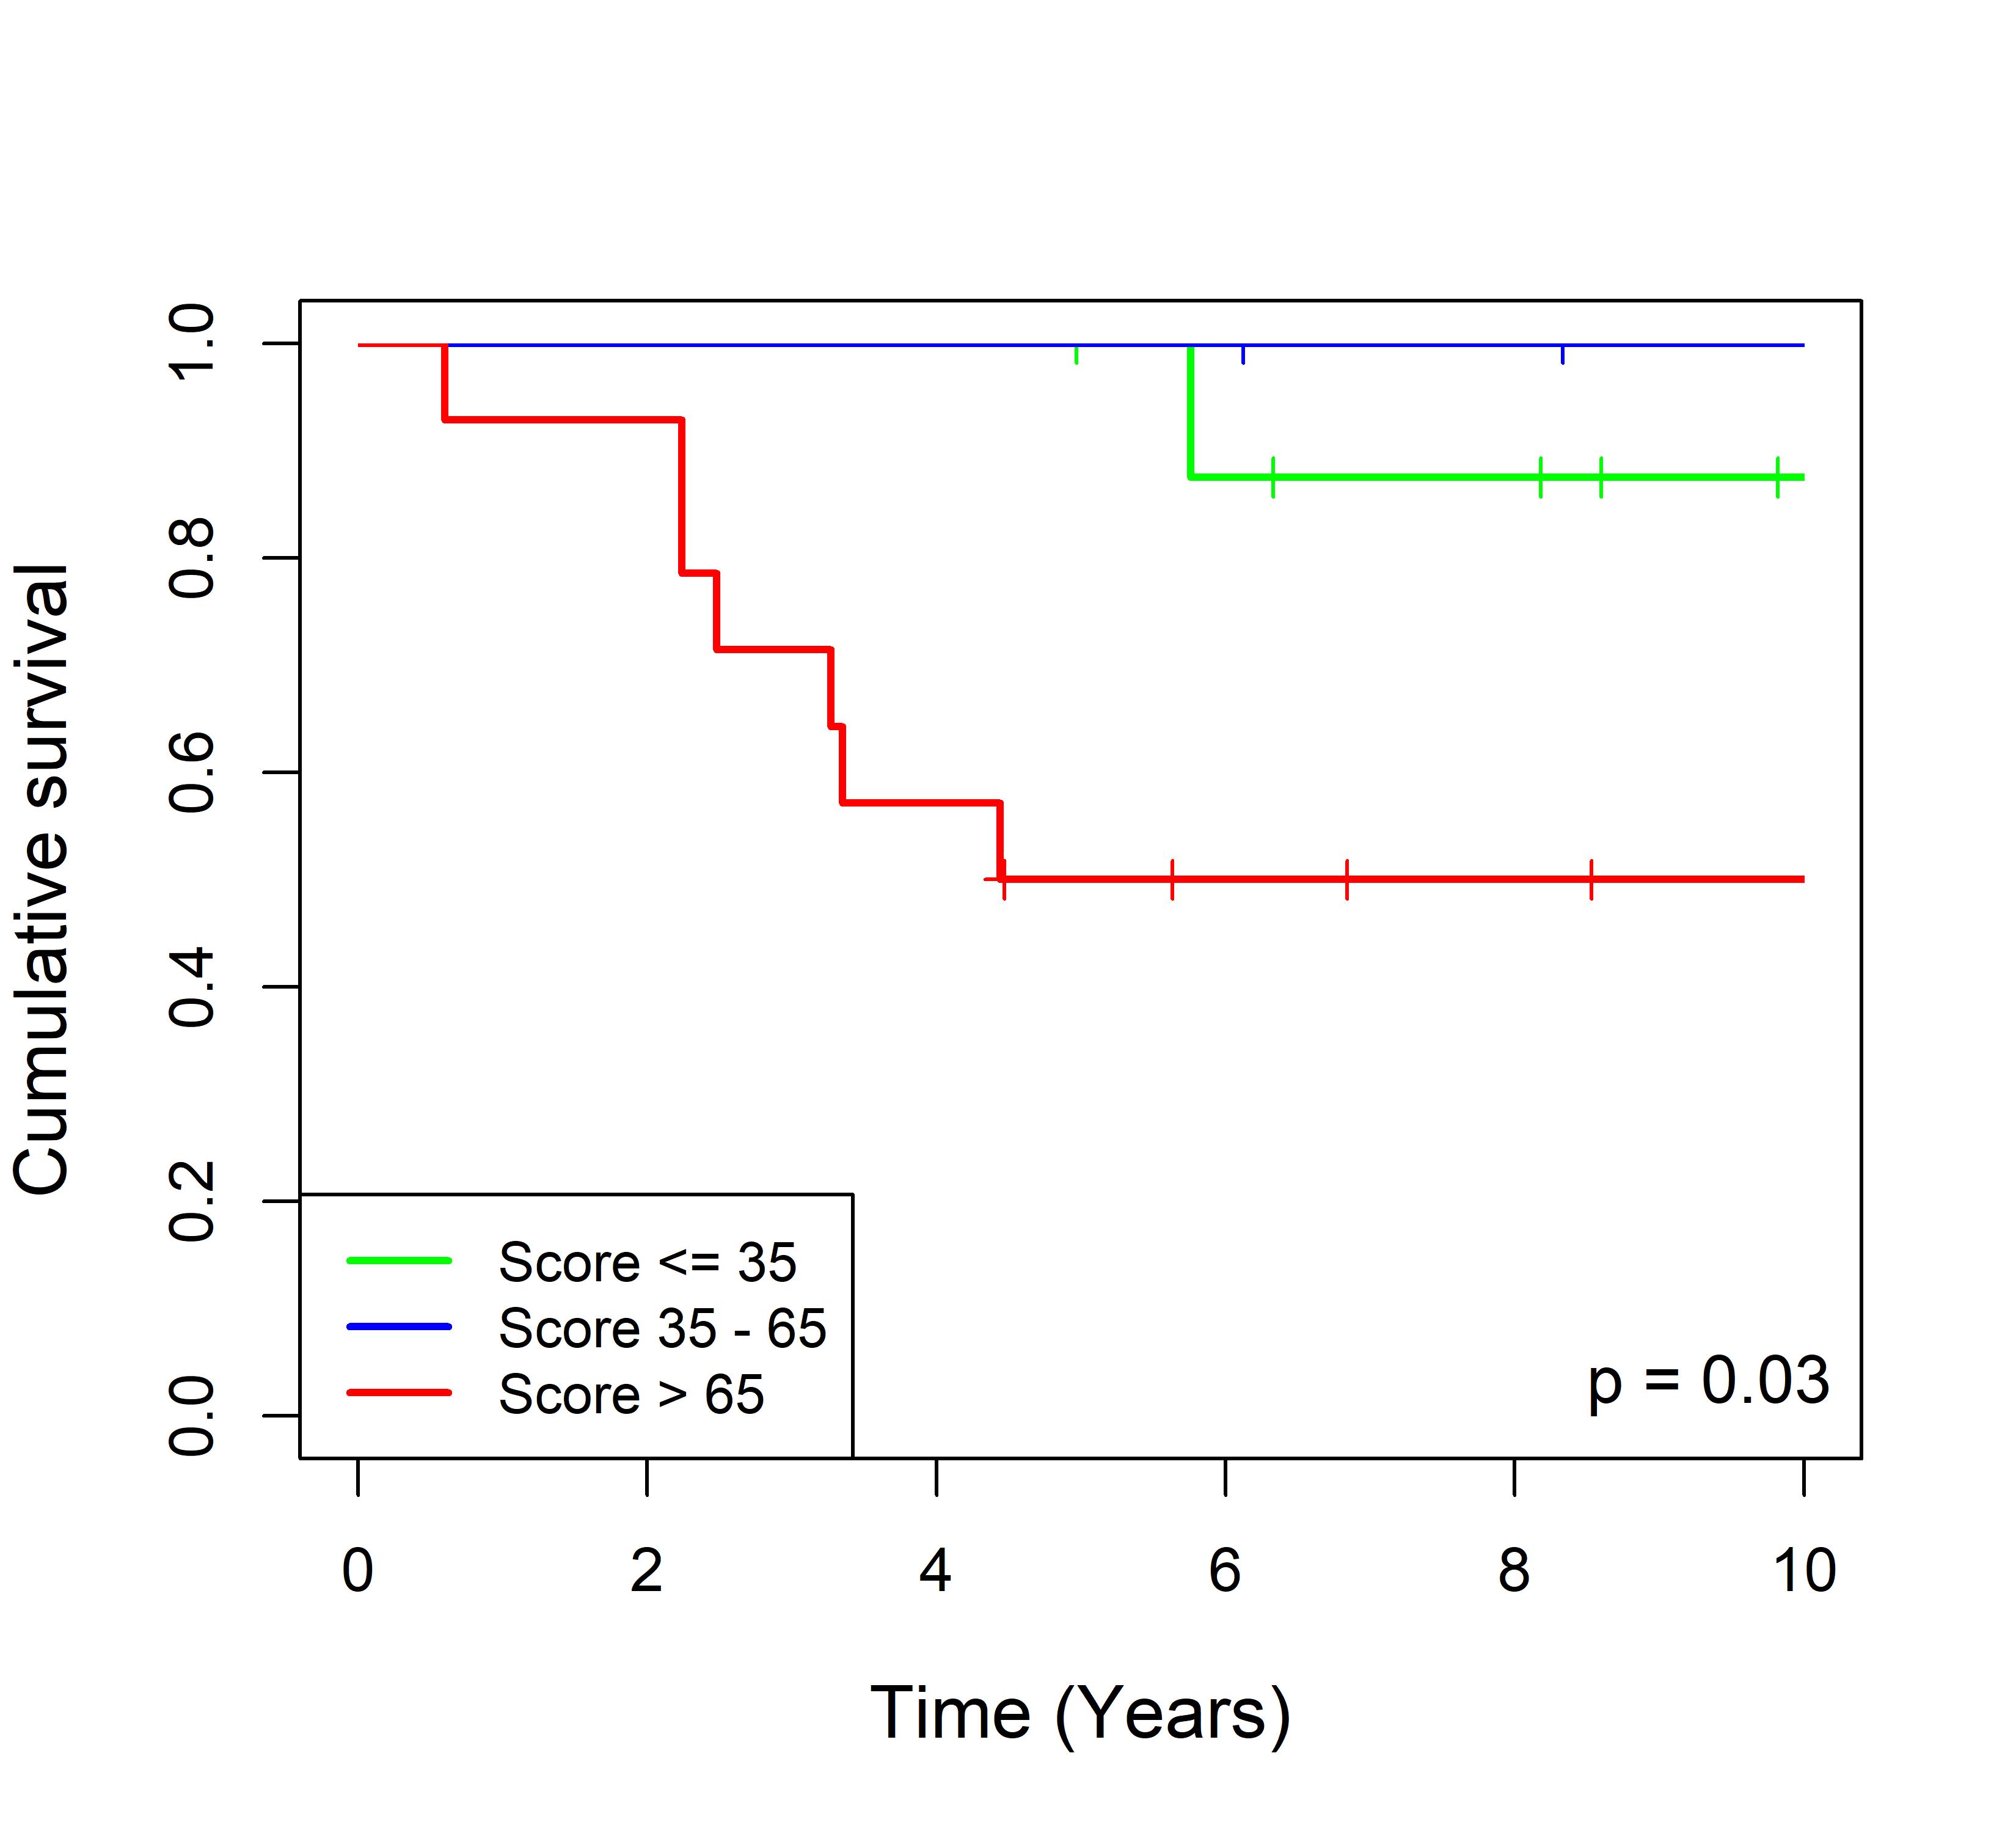 Cumulative survival
1.0
0.8
0.6
0.4
0.2
0.0
Score <= 35
Score 35 - 65
Score > 65
p = 0.03
0 2 4 6 8 10
Time (Years)